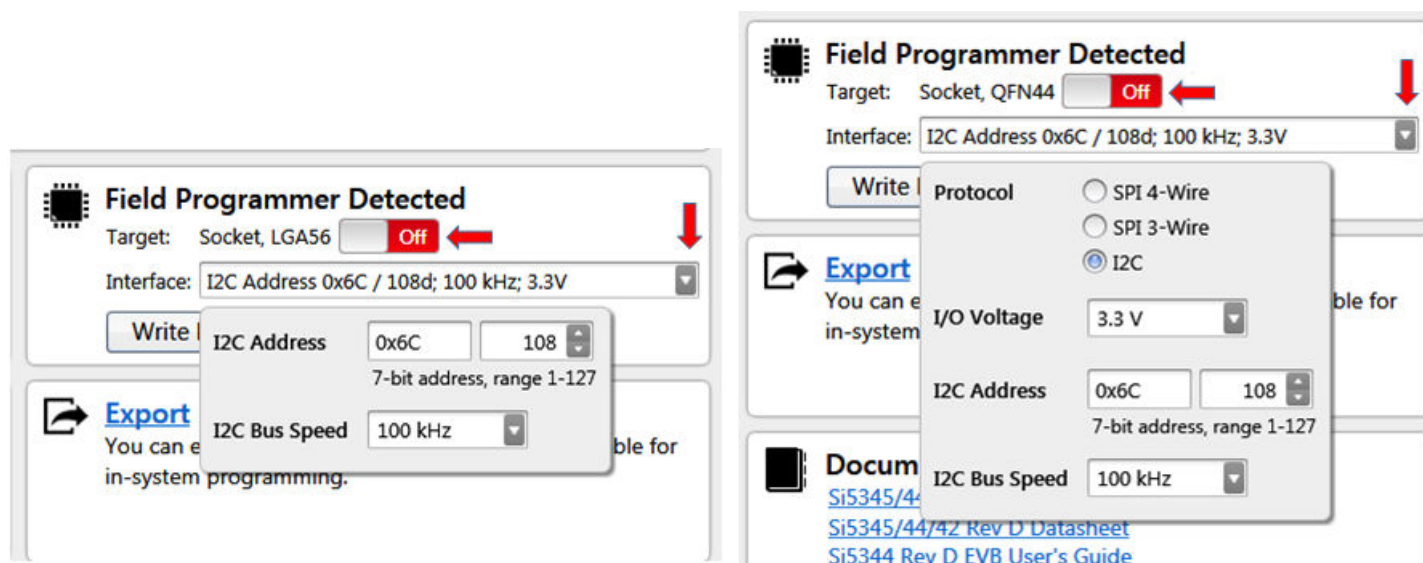 Field Programmer Detected
Target: Socket, LGA56 Off
Interface: I2C Address 0x6C / 108d; 100 kHz; 3.3V
Write
I2C Address 0x6C 108
7-bit address, range 1-127
I2C Bus Speed 100 kHz
Export
You can ble for
in-system programming.
Field Programmer Detected
Target: Socket, QFN44 Off
Interface: I2C Address 0x6C / 108d; 100 kHz; 3.3V
Write
Protocol SPI 4-Wire
SPI 3-Wire
I2C
I/O Voltage 3.3 V
I2C Address 0x6C 108
7-bit address, range 1-127
I2C Bus Speed 100 kHz
Export
You can e ble for
in-system
Docum
Si5345/44
Si5345/44/42 Rev D Datasheet
Si5344 Rev D EVB User's Guide